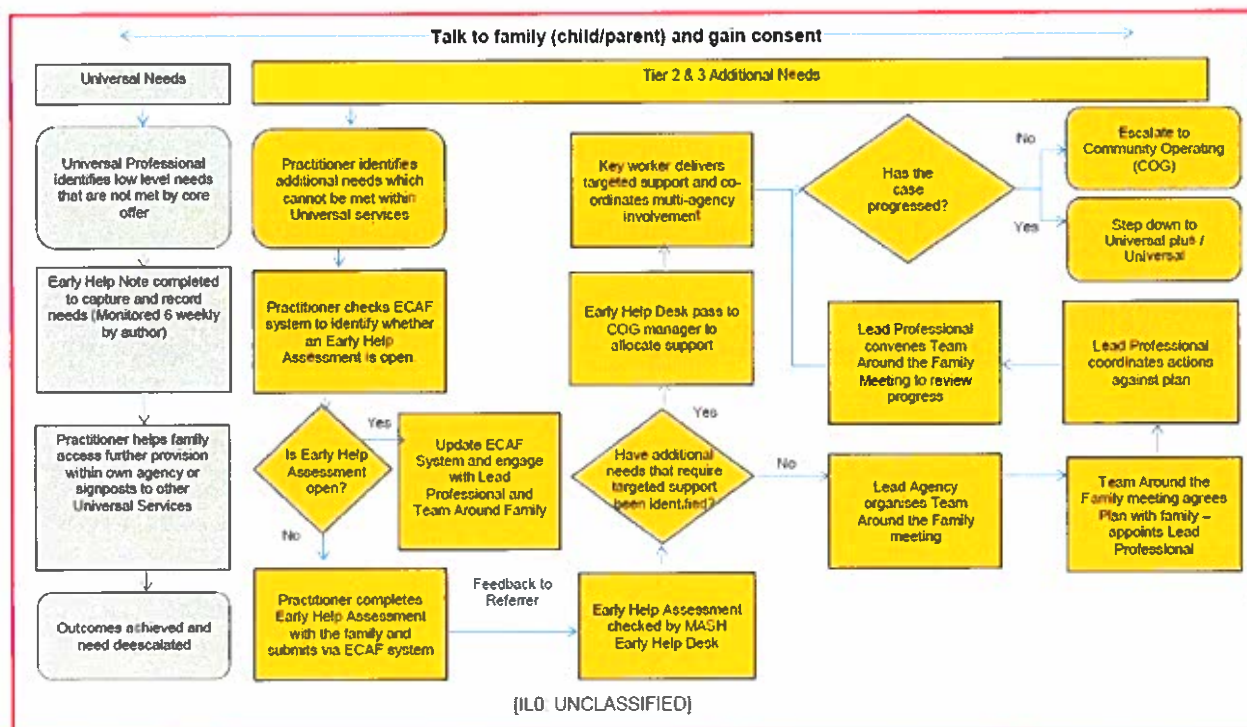 Talk to family (child/parent) and gain consent
Universal Needs
Tier 2 & 3 Additional Needs
Universal Professional
identifies low level needs
that are not met by core
offer
Early Help Note completed
to capture and record
needs (Monitored 6 weekly
by author)
Practitioner helps family
access further provision
within own agency or
signposts to other
Universal Services
Outcomes achieved and
need deescalated
Practitioner identifies
additional needs which
cannot be met within
Universal services
Practitioner checks ECAF
system to identify whether
an Early Help
Assessment is open
Is Early Help
Assessment
open?
Yes
Update ECAF
System and engage
with Lead
Professional and
Team Around Family
No
Practitioner completes
Early Help Assessment
with the family and
submits via ECAF system
Feedback to
Referrer
Early Help Assessment
checked by MASH
Early Help Desk
Have additional
needs that require
targeted support
been identified?
Yes
Early Help Desk pass to
COG manager to
allocate support
Key worker delivers
targeted support and co-
ordinates multi-agency
involvement
No
Lead Agency
organises Team
Around the Family
meeting
Team Around the
Family meeting agrees
Plan with family –
appoints Lead
Professional
Lead Professional
coordinates actions
against plan
Lead Professional
convenes Team
Around the Family
Meeting to review
progress
Has the
case
progressed?
No
Escalate to
Community Operating
(COG)
Yes
Step down to
Universal plus /
Universal
[IL0: UNCLASSIFIED]